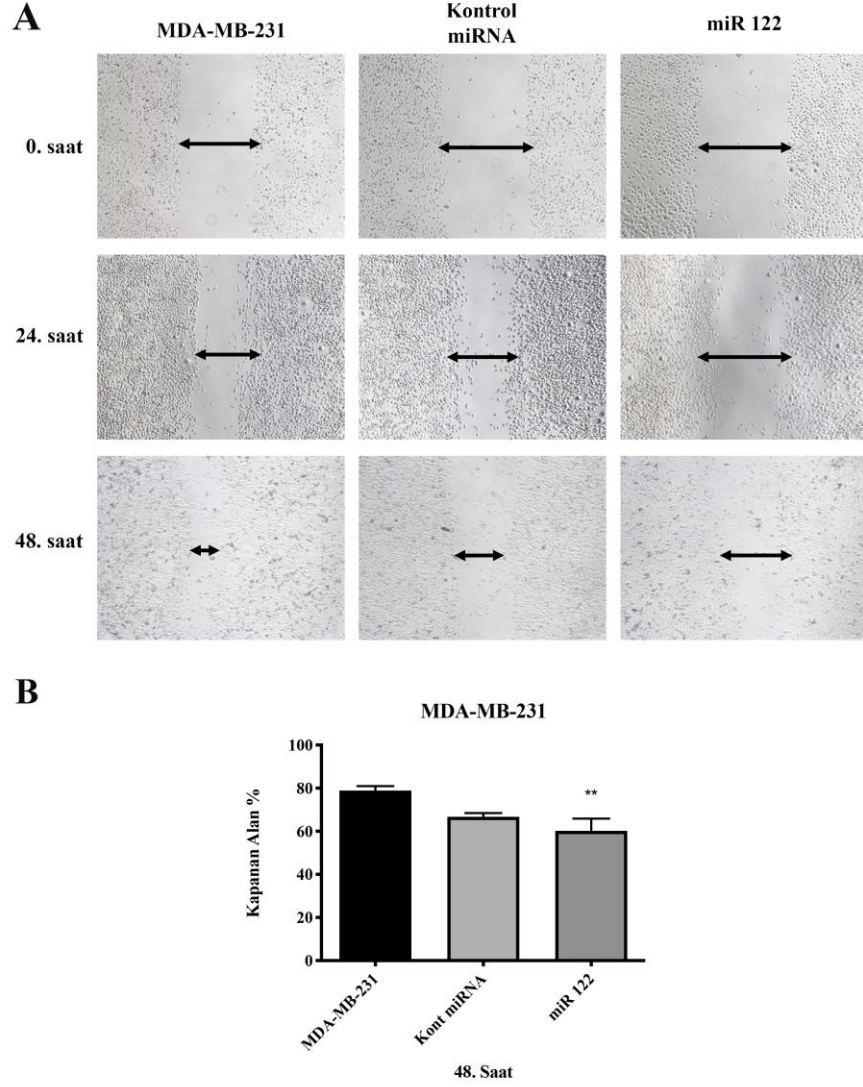 A
MDA-MB-231
Kontrol
miRNA
miR 122
0. saat
24. saat
48. saat
B
MDA-MB-231
Kapanan Alan %
100
80
60
40
20
0
**
MDA-MB-231
Kont miRNA
miR 122
48. Saat